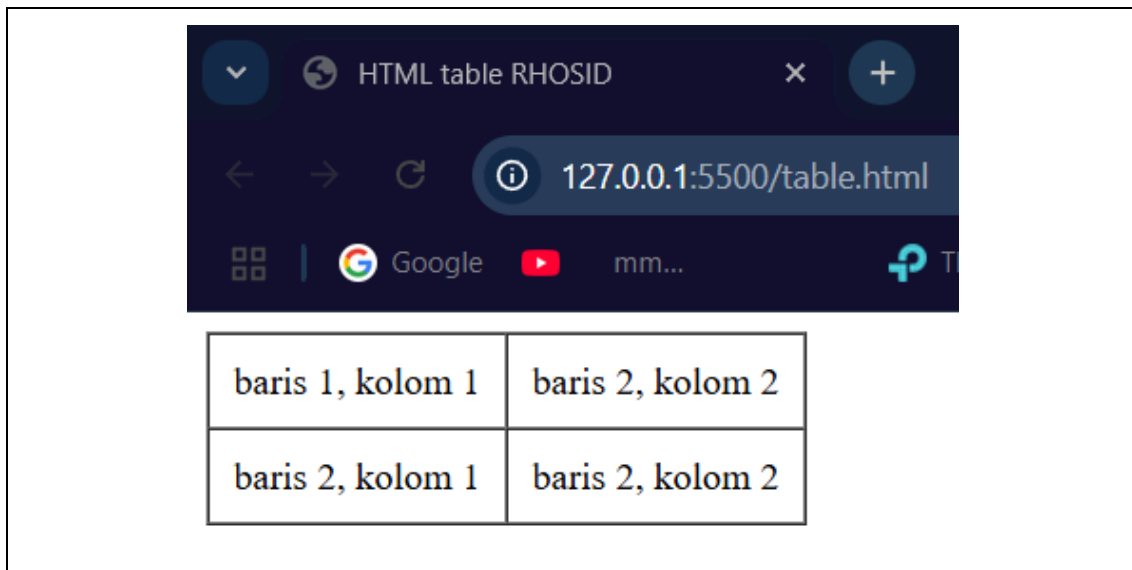 HTML table RHOSID
127.0.0.1:5500/table.html
Google mm...
baris 1, kolom 1 baris 2, kolom 2
baris 2, kolom 1 baris 2, kolom 2